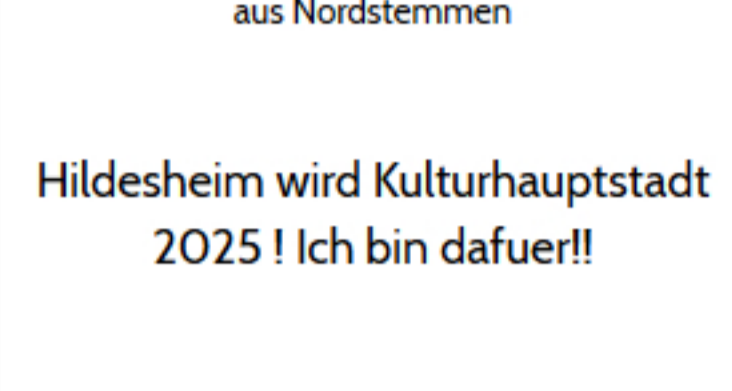 aus Nordstemmen
Hildesheim wird Kulturhauptstadt
2025 ! Ich bin dafuer!!